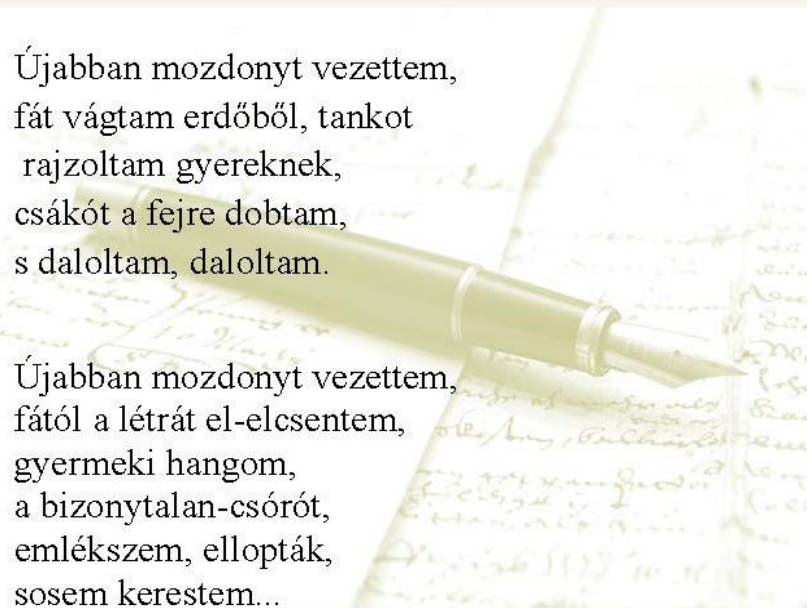 Újabban mozdonyt vezettem,
fát vágtam erdőből, tankot
rajzoltam gyereknek,
csákót a fejre dobtam,
s daloltam, daloltam.
Újabban mozdonyt vezettem,
fától a létrát el-elcsentem,
gyermeki hangom,
a bizonytalan-csórót,
emlékszem, ellopták,
sosem kerestem...